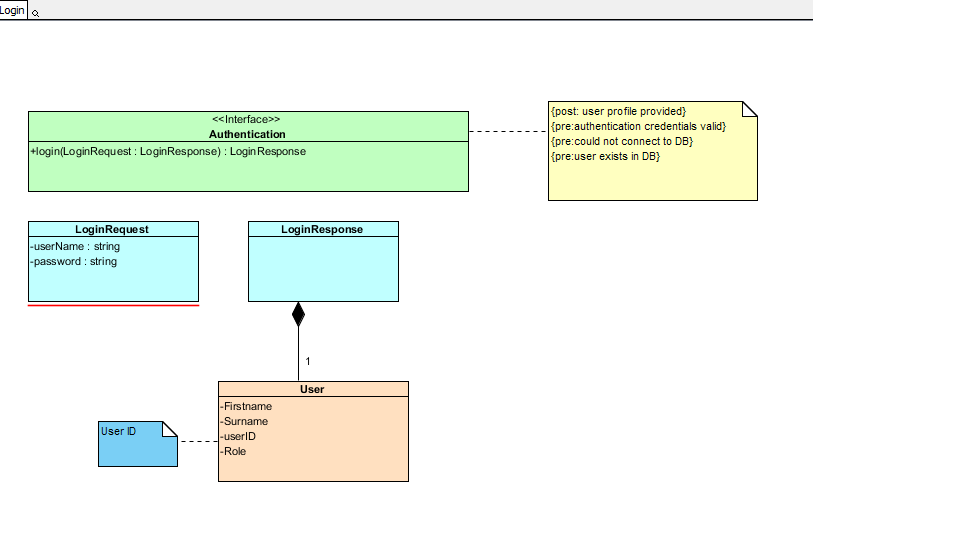 Login
<<Interface>>
Authentication
+login(LoginRequest : LoginResponse) : LoginResponse
{post: user profile provided}
{pre:authentication credentials valid}
{pre:could not connect to DB}
{pre:user exists in DB}
LoginRequest
-userName : string
-password : string
LoginResponse
1
User
-Firstname
-Surname
-userID
-Role
User ID